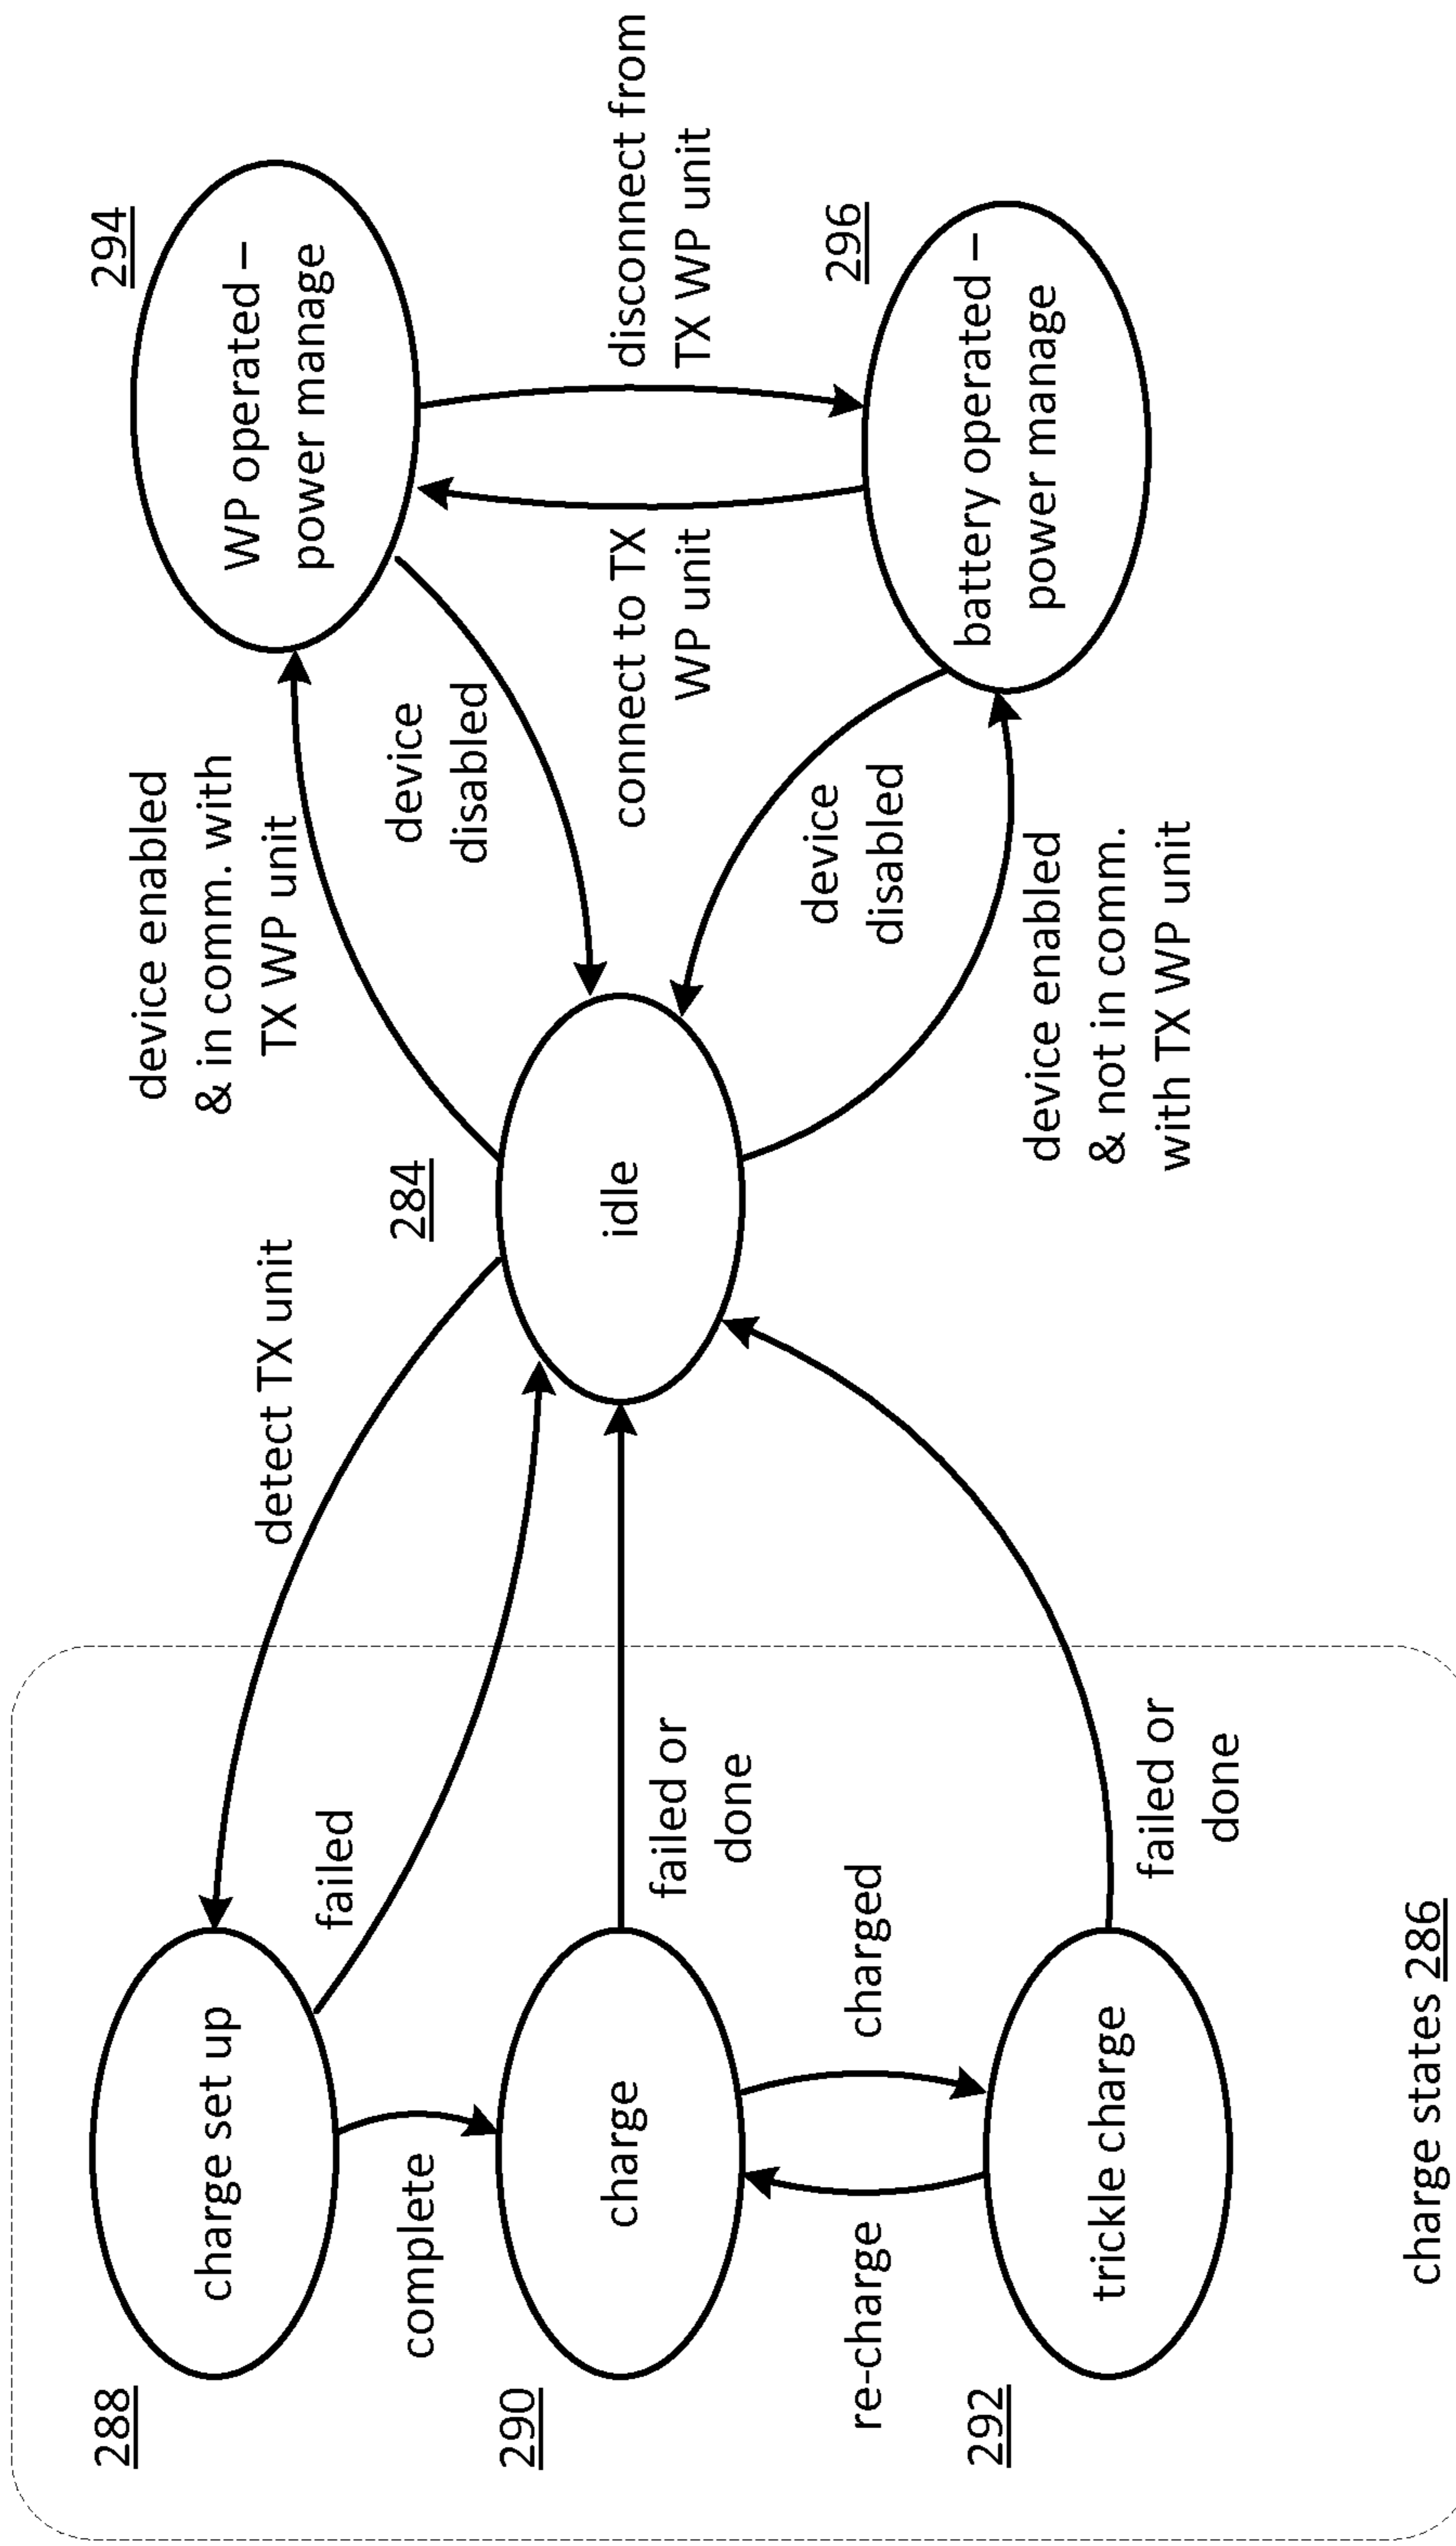 288
charge set up
detect TX unit
device enabled
& in comm. with
TX WP unit
294
WP operated –
power manage
failed
complete
284
device
disabled
290
charge
failed or
done
idle
connect to TX
WP unit
disconnect from
TX WP unit
re-charge
charged
device
disabled
296
battery operated –
power manage
292
trickle charge
failed or
done
device enabled
& not in comm.
with TX WP unit
charge states 286